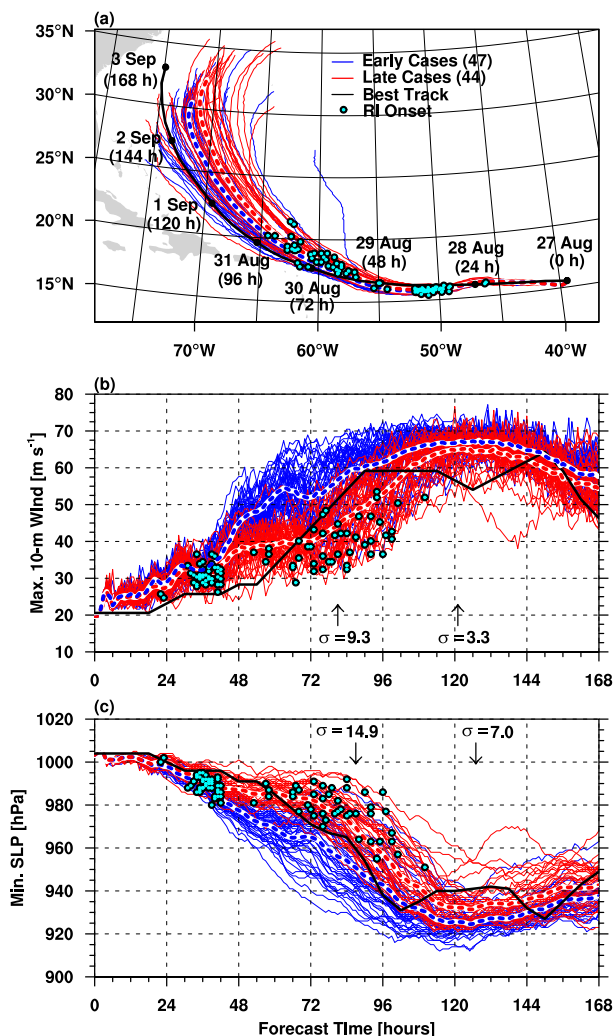 (a)
35°N
30°N
25°N
20°N
15°N
Early Cases (47)
Late Cases (44)
Best Track
RI Onset
3 Sep
(168 h)
2 Sep
(144 h)
1 Sep
(120 h)
31 Aug
(96 h)
30 Aug
(72 h)
29 Aug
(48 h)
28 Aug
(24 h)
27 Aug
(0 h)
70°W 60°W 50°W 40°W
(b)
Max. 10-m Wind [m s⁻¹]
80
70
60
50
40
30
20
10
σ=9.3 σ=3.3
0 24 48 72 96 120 144 168
(c)
Min. SLP [hPa]
1020
1000
980
960
940
920
900
σ=14.9 σ=7.0
0 24 48 72 96 120 144 168
Forecast Time [hours]